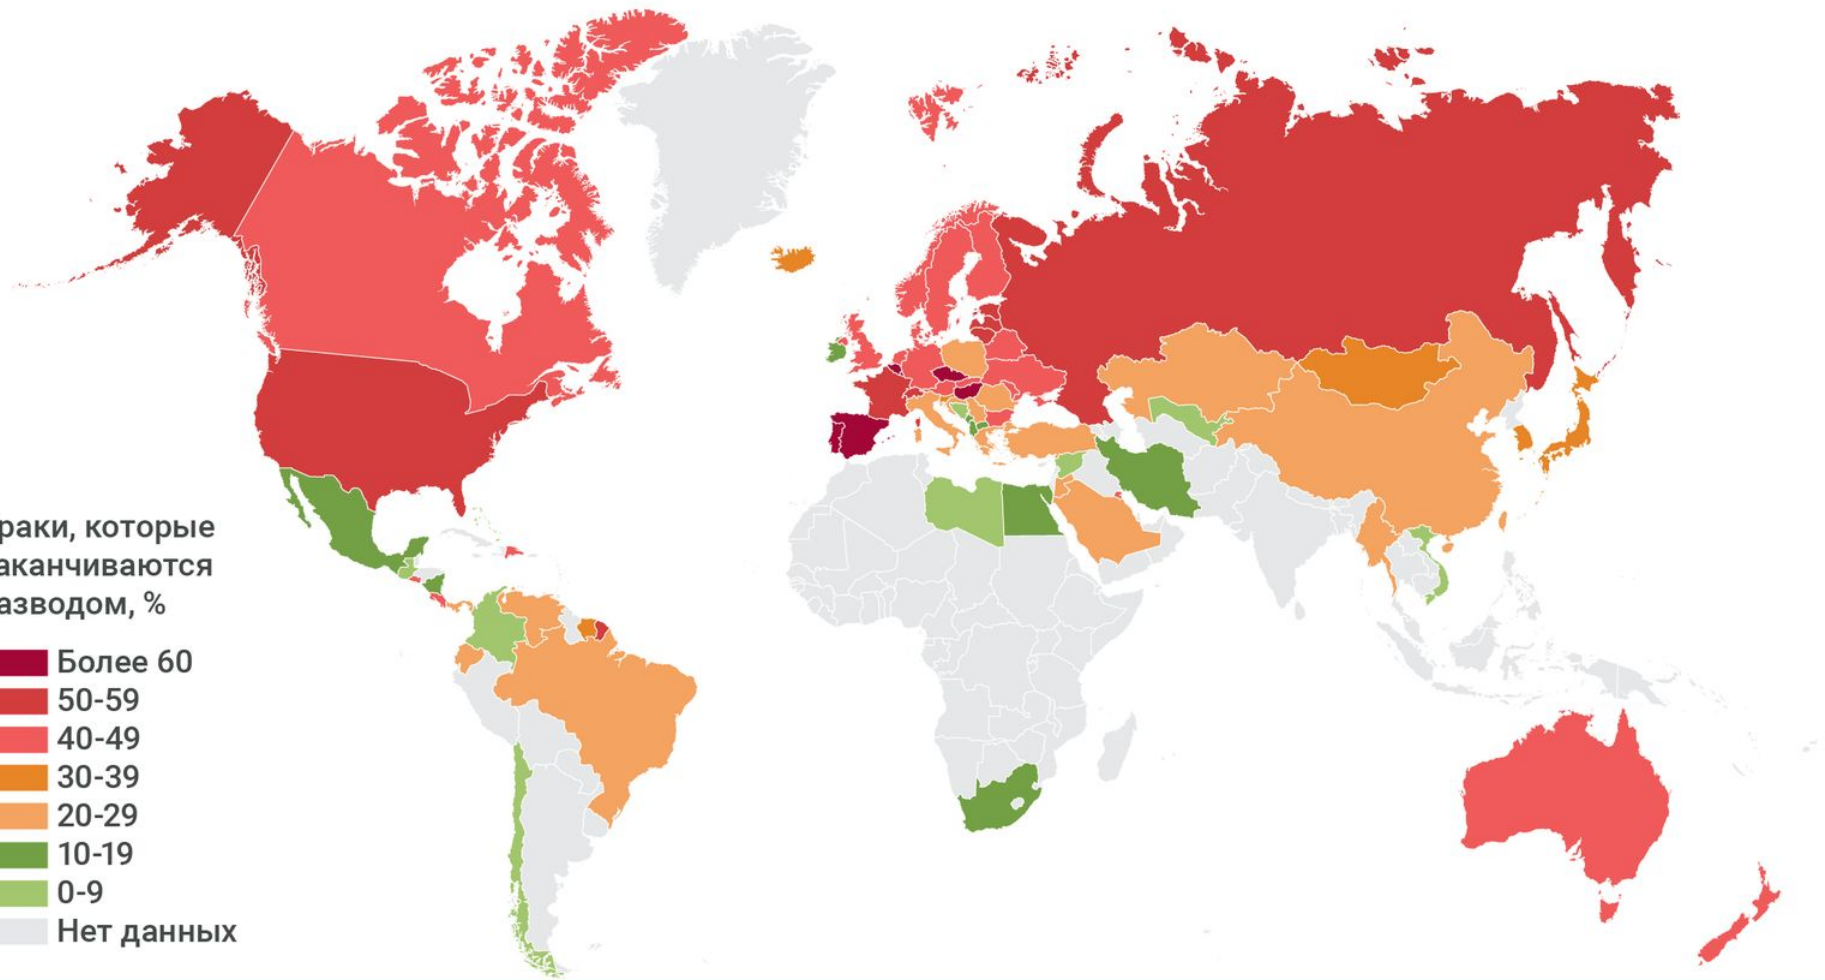 раки, которые
аканчиваются
азводом, %
Более 60
50-59
40-49
30-39
20-29
10-19
0-9
Нет данных